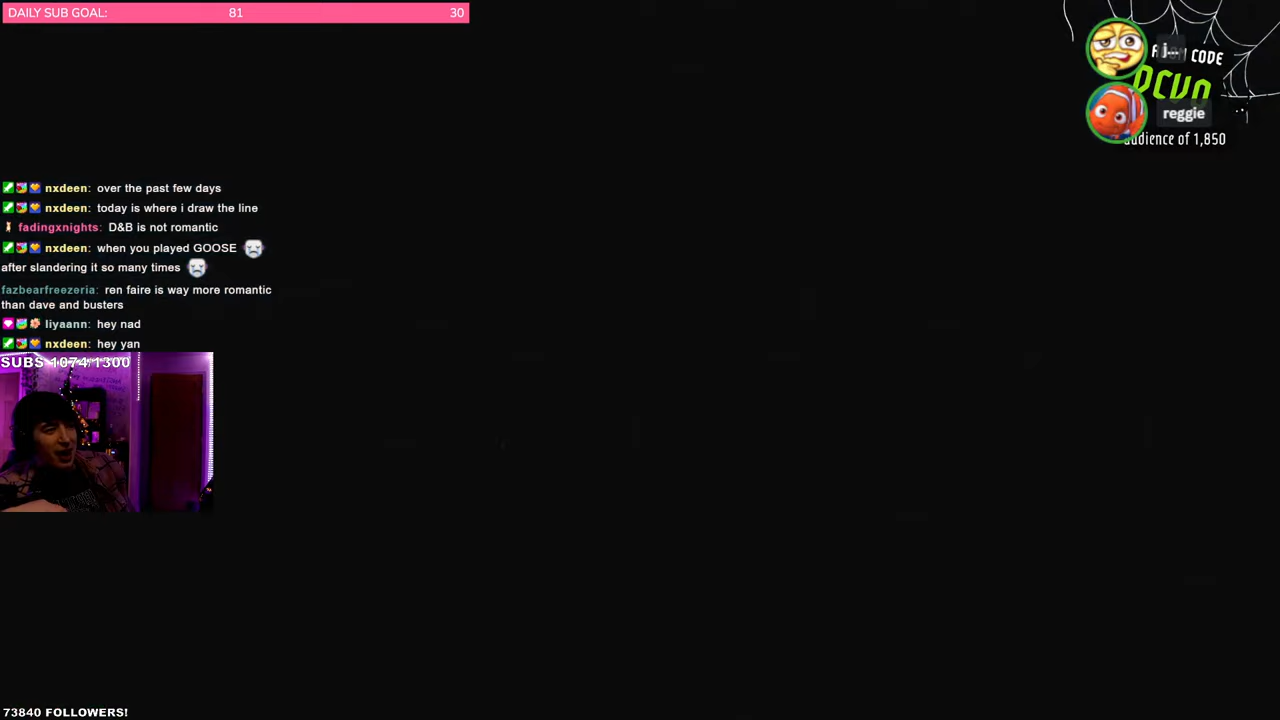 DAILY SUB GOAL: 81 30
CODE
DCVQ
reggie
audience of 1,850
nxdeen: over the past few days
nxdeen: today is where i draw the line
fadingxnights: D&B is not romantic
nxdeen: when you played GOOSE
after slandering it so many times
fazbearfreezeria: ren faire is way more romantic
than dave and busters
liyaann: hey nad
nxdeen: hey yan
SUBS 1074/1300
73840 FOLLOWERS!